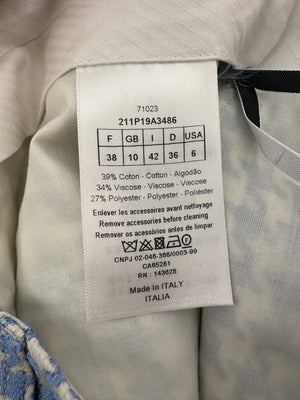 71023
211P19A3486
F GB I D USA
38 10 42 36 6
39% Cotton - Cotton - Algodão
34% Viscose - Viscose - Viscose
27% Polyester - Polyester - Poliéster
Enlever les accessoires avant nettoyage
Remove accessories before cleaning
Remover os acessórios antes de limpar
CNPJ 02-046-366/0003-99
CA65281
RN : 143628
Made in ITALY
ITALIA